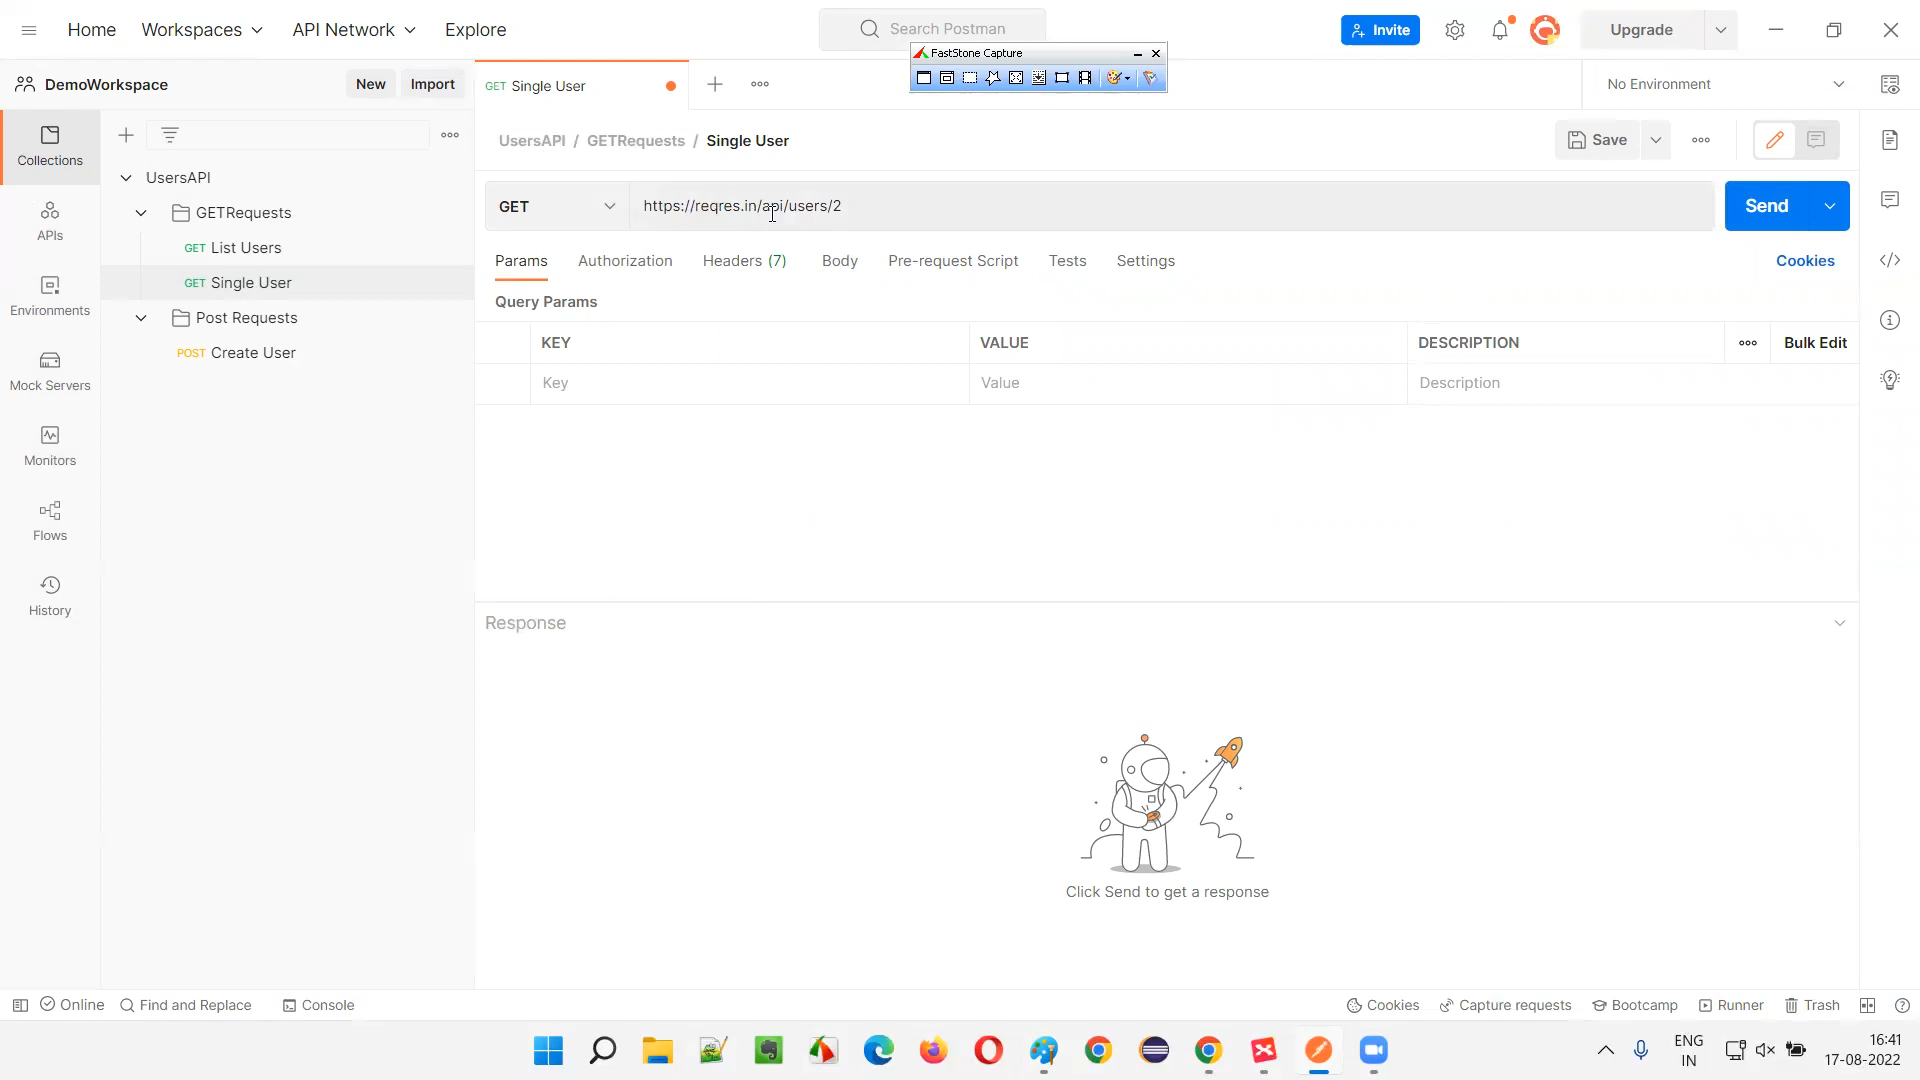 Home Workspaces API Network Explore Search Postman Invite Upgrade
FastStone Capture
DemoWorkspace New Import GET Single User No Environment
UsersAPI / GETRequests / Single User Save
Collections
UsersAPI
GET https://reqres.in/api/users/2 Send
GETRequests
APIs
GET List Users
Params Authorization Headers (7) Body Pre-request Script Tests Settings Cookies
GET Single User
Query Params
Environments
Post Requests
KEY VALUE DESCRIPTION Bulk Edit
POST Create User
Mock Servers
Key Value Description
Monitors
Flows
History
Response
Click Send to get a response
Online Find and Replace Console Cookies Capture requests Bootcamp Runner Trash
ENG
IN
16:41
17-08-2022